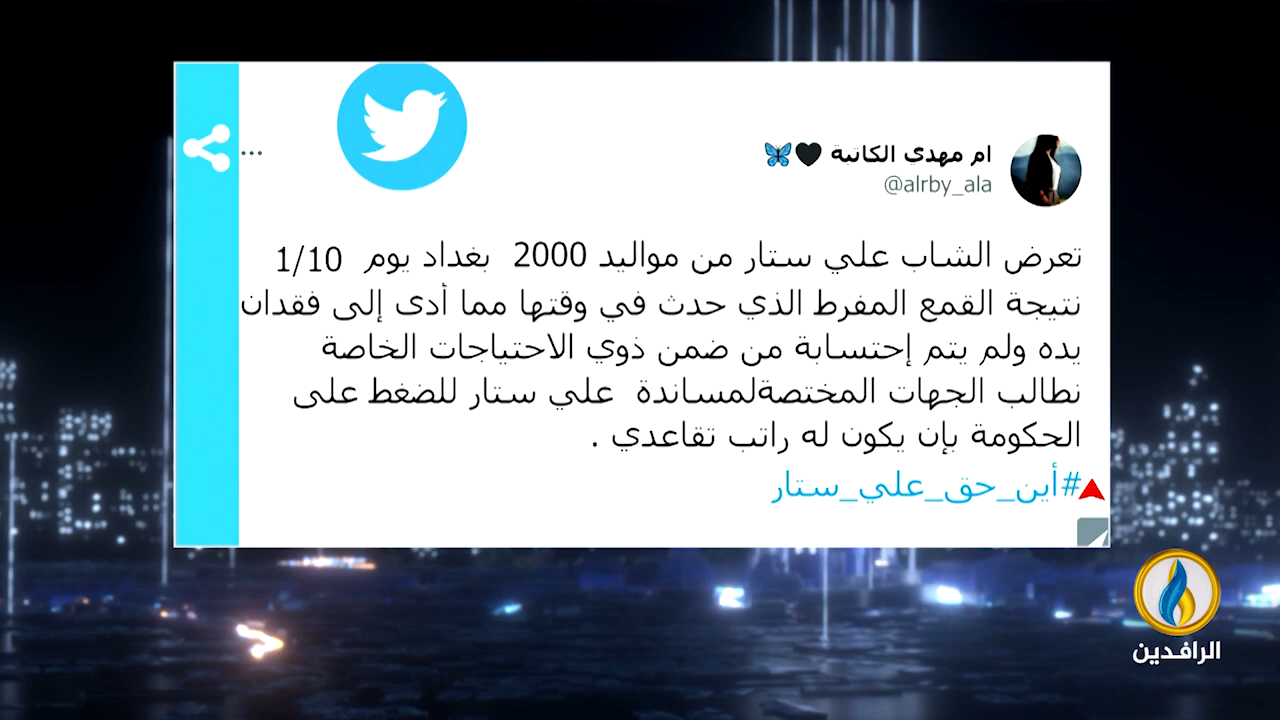 ام مهدي الكاتبة 🖤🦋
@alrby_ala
...
تعرض الشاب علي ستار من مواليد 2000 بغداد يوم 1/10
نتيجة القمع المفرط الذي حدث في وقتها مما أدى إلى فقدان
يده ولم يتم إحتسابة من ضمن ذوي الاحتياجات الخاصة
نطالب الجهات المختصةلمساندة علي ستار للضغط على
الحكومة بإن يكون له راتب تقاعدي .
#أين_حق_علي_ستار
الرافدين